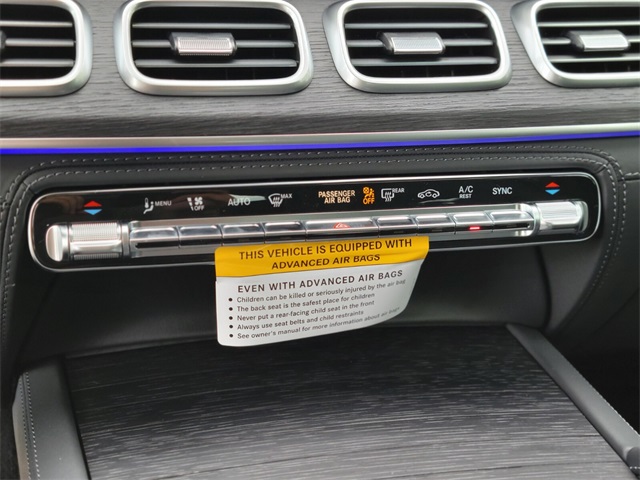 MENU OFF AUTO MAX PASSENGER AIR BAG OFF REAR A/C REST SYNC
THIS VEHICLE IS EQUIPPED WITH
ADVANCED AIR BAGS
EVEN WITH ADVANCED AIR BAGS
• Children can be killed or seriously injured by the air bag
• The back seat is the safest place for children
• Never put a rear-facing child seat in the front
• Always use seat belts and child restraints
• See owner's manual for more information about air bags